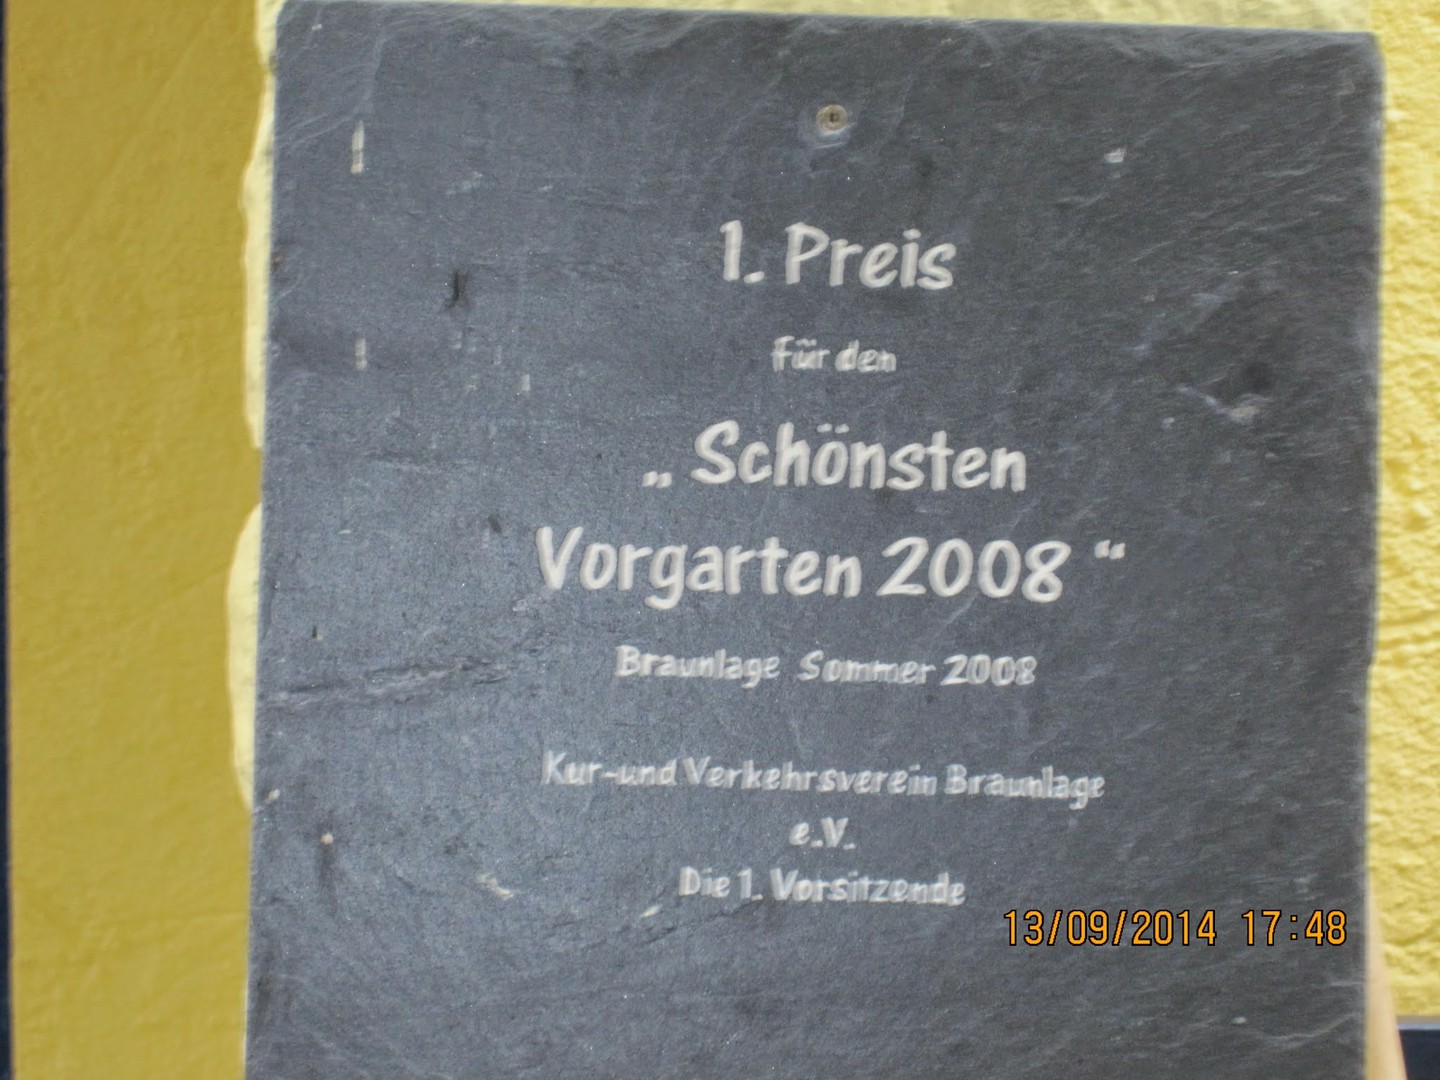 1. Preis
für den
„Schönsten
Vorgarten 2008“
Braunlage Sommer 2008
Kur-und Verkehrsverein Braunlage
e.V.
Die 1. Vorsitzende
13/09/2014 17:48